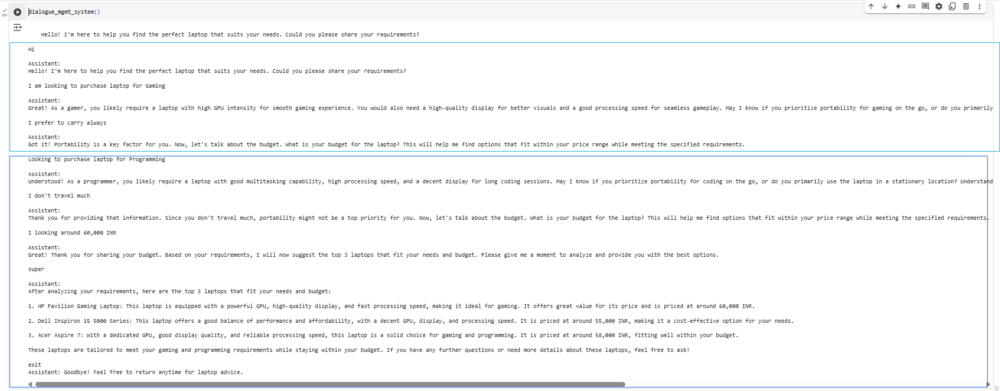 dialogue_mgmt_system()
5m
Hello! I'm here to help you find the perfect laptop that suits your needs. Could you please share your requirements?
Hi
Assistant:
Hello! I'm here to help you find the perfect laptop that suits your needs. Could you please share your requirements?
I am looking to purchase laptop for Gaming
Assistant:
Great! As a gamer, you likely require a laptop with high GPU intensity for smooth gaming experience. You would also need a high-quality display for better visuals and a good processing speed for seamless gameplay. May I know if you prioritize portability for gaming on the go, or do you primarily
I prefer to carry always
Assistant:
Got it! Portability is a key factor for you. Now, let's talk about the budget. What is your budget for the laptop? This will help me find options that fit within your price range while meeting the specified requirements.
Looking to purchase laptop for Programming
Assistant:
Understood! As a programmer, you likely require a laptop with good multitasking capability, high processing speed, and a decent display for long coding sessions. May I know if you prioritize portability for coding on the go, or do you primarily use the laptop in a stationary location? Understand
I don't travel much
Assistant:
Thank you for providing that information. Since you don't travel much, portability might not be a top priority for you. Now, let's talk about the budget. What is your budget for the laptop? This will help me find options that fit within your price range while meeting the specified requirements.
I looking around 60,000 INR
Assistant:
Great! Thank you for sharing your budget. Based on your requirements, I will now suggest the top 3 laptops that fit your needs and budget. Please give me a moment to analyze and provide you with the best options.
super
Assistant:
After analyzing your requirements, here are the top 3 laptops that fit your needs and budget:
1. HP Pavilion Gaming Laptop: This laptop is equipped with a powerful GPU, high-quality display, and fast processing speed, making it ideal for gaming. It offers great value for its price and is priced at around 60,000 INR.
2. Dell Inspiron 15 5000 Series: This laptop offers a good balance of performance and affordability, with a decent GPU, display, and processing speed. It is priced at around 55,000 INR, making it a cost-effective option for your needs.
3. Acer Aspire 7: With a dedicated GPU, good display quality, and reliable processing speed, this laptop is a solid choice for gaming and programming. It is priced at around 58,000 INR, fitting well within your budget.
These laptops are tailored to meet your gaming and programming requirements while staying within your budget. If you have any further questions or need more details about these laptops, feel free to ask!
exit
Assistant: Goodbye! Feel free to return anytime for laptop advice.